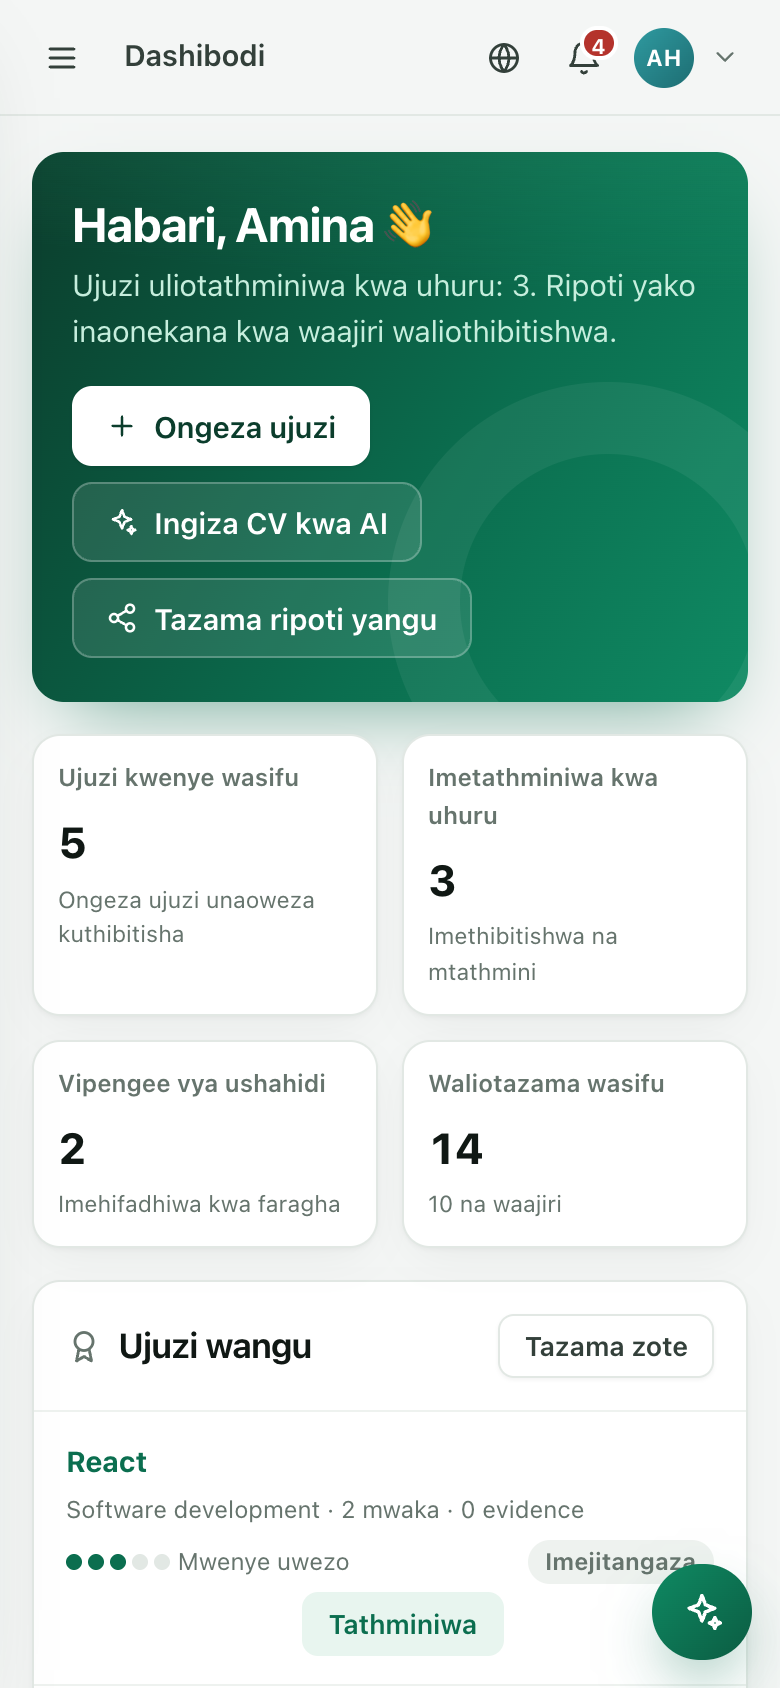 Dashibodi
4
AH
Habari, Amina 👋
Ujuzi uliotathminiwa kwa uhuru: 3. Ripoti yako
inaonekana kwa waajiri waliothibitishwa.
Ongeza ujuzi
Ingiza CV kwa AI
Tazama ripoti yangu
Ujuzi kwenye wasifu
5
Ongeza ujuzi unaoweza
kuthibitisha
Imetathminiwa kwa
uhuru
3
Imethibitishwa na
mtathmini
Vipengee vya ushahidi
2
Imehifadhiwa kwa faragha
Waliotazama wasifu
14
10 na waajiri
Ujuzi wangu
Tazama zote
React
Software development · 2 mwaka · 0 evidence
Mwenye uwezo
Imejitangaza
Tathminiwa